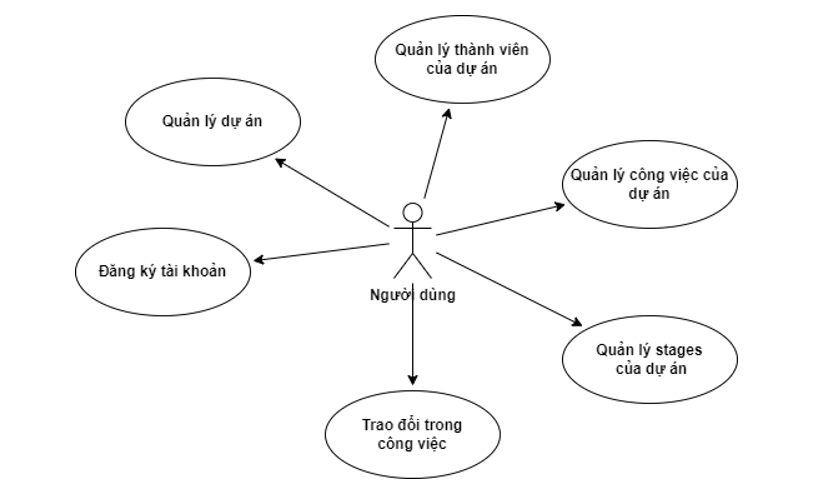 Quản lý thành viên
của dự án
Quản lý dự án
Quản lý công việc của
dự án
Đăng ký tài khoản
Người dùng
Quản lý stages
của dự án
Trao đổi trong
công việc